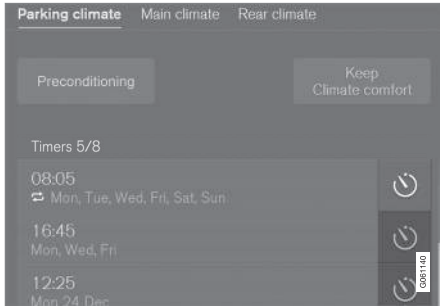 Parking climate Main climate Rear climate
Preconditioning
Keep
Climate comfort
Timers 5/8
08:05
Mon, Tue, Wed, Fri, Sat, Sun
16:45
Mon, Wed, Fri
12:25
Mon 24 Dec
G061140